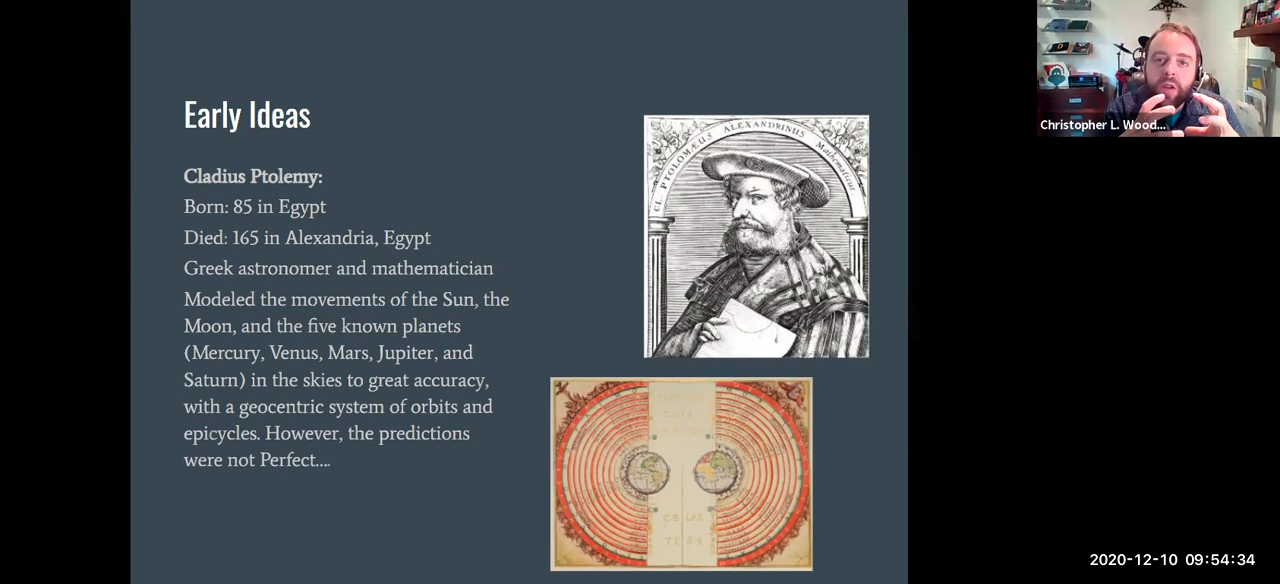 Early Ideas
Cladius Ptolemy:
Born: 85 in Egypt
Died: 165 in Alexandria, Egypt
Greek astronomer and mathematician
Modeled the movements of the Sun, the
Moon, and the five known planets
(Mercury, Venus, Mars, Jupiter, and
Saturn) in the skies to great accuracy,
with a geocentric system of orbits and
epicycles. However, the predictions
were not Perfect....
CL. PTOLOMÆUS ALEXANDRINUS Mathematicus
Christopher L. Wood...
2020-12-10 09:54:34